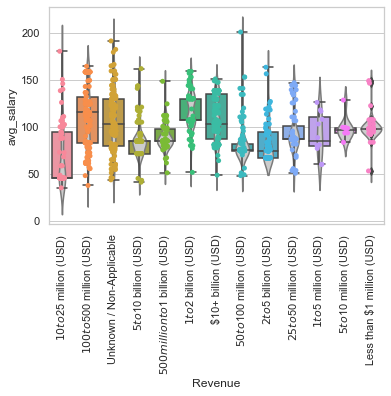 200
150
100
50
0
avg_salary
10to25 million (USD)
100to500 million (USD)
Unknown / Non-Applicable
5to10 billion (USD)
500millionto1 billion (USD)
1to2 billion (USD)
$10+ billion (USD)
50to100 million (USD)
2to5 billion (USD)
25to50 million (USD)
1to5 million (USD)
5to10 million (USD)
Less than $1 million (USD)
Revenue